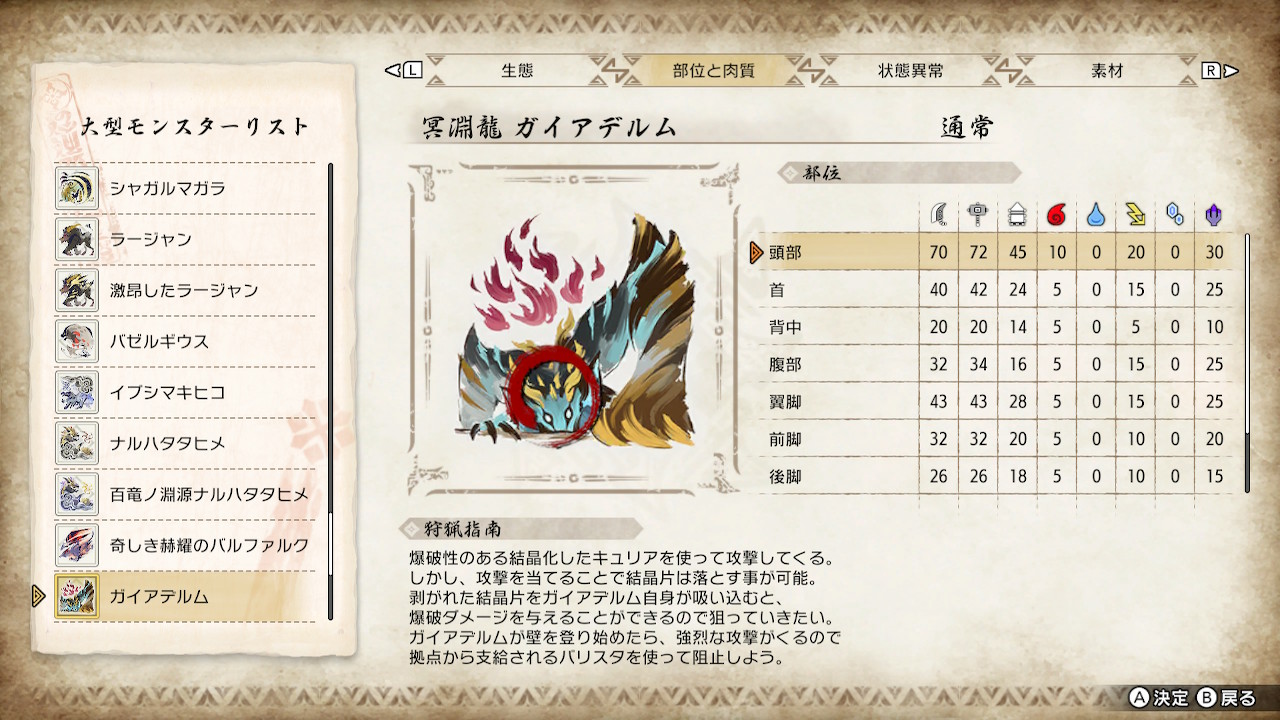 L 生態 部位と肉質 状態異常 素材 R
大型モンスターリスト
シャガルマガラ
ラージャン
激昂したラージャン
バゼルギウス
イブシマキヒコ
ナルハタタヒメ
百竜ノ淵源ナルハタタヒメ
奇しき赫耀のバルファルク
ガイアデルム
冥淵龍 ガイアデルム 通常
部位
頭部 70 72 45 10 0 20 0 30
首 40 42 24 5 0 15 0 25
背中 20 20 14 5 0 5 0 10
腹部 32 34 16 5 0 15 0 25
翼脚 43 43 28 5 0 15 0 25
前脚 32 32 20 5 0 10 0 20
後脚 26 26 18 5 0 10 0 15
狩猟指南
爆破性のある結晶化したキュリアを使って攻撃してくる。
しかし、攻撃を当てることで結晶片は落とす事が可能。
剥がれた結晶片をガイアデルム自身が吸い込むと、
爆破ダメージを与えることができるので狙っていきたい。
ガイアデルムが壁を登り始めたら、強烈な攻撃がくるので
拠点から支給されるバリスタを使って阻止しよう。
A 決定 B 戻る